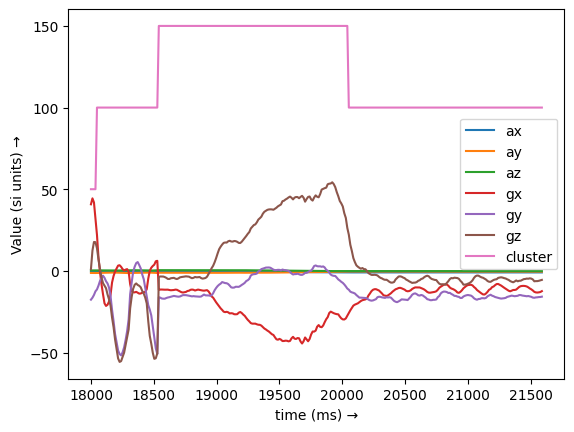 150
100
50
0
−50
Value (si units) →
18000 18500 19000 19500 20000 20500 21000 21500
time (ms) →
ax
ay
az
gx
gy
gz
cluster